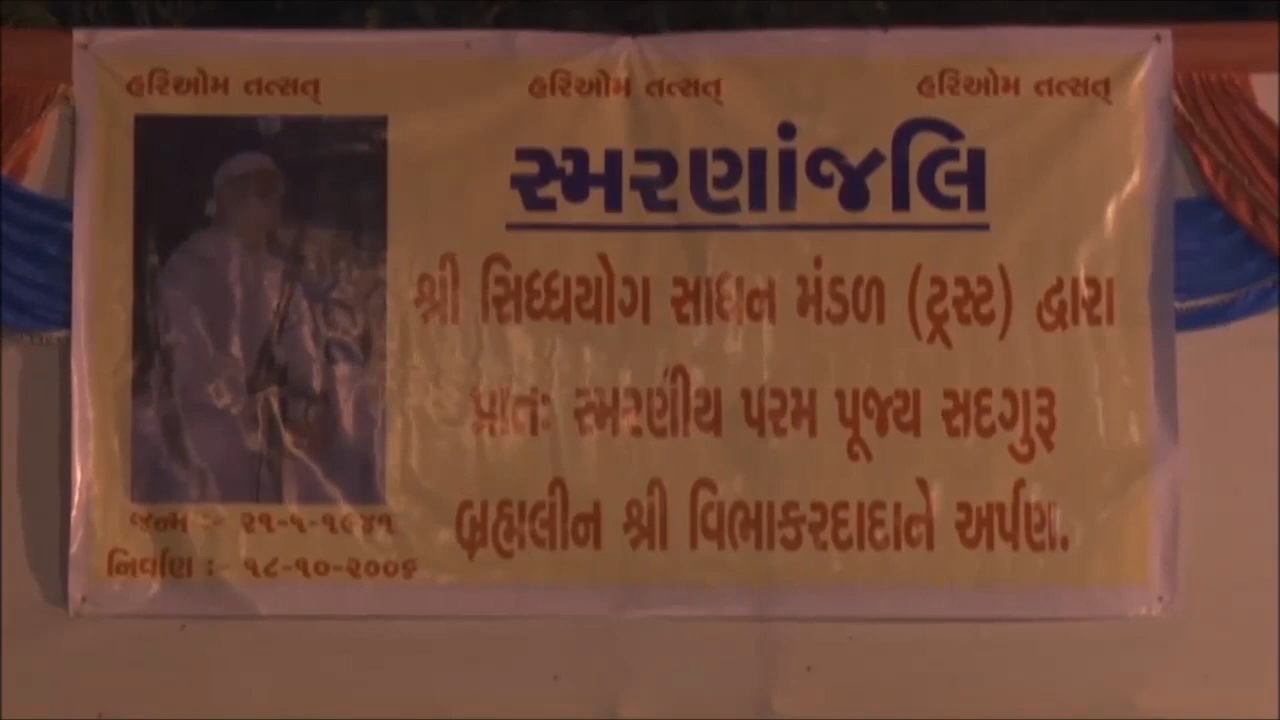 હરિઓમ તત્સત્ હરિઓમ તત્સત્ હરિઓમ તત્સત્
સ્મરણાંજલિ
શ્રી સિધ્ધયોગ સાધન મંડળ (ટ્રસ્ટ) દ્વારા
પ્રાતઃ સ્મરણીય પરમ પૂજ્ય સદગુરૂ
બ્રહ્મલીન શ્રી વિભાકરદાદાને અર્પણ.
જન્મ :- ૨૧-૫-૧૯૪૧
નિર્વાણ :- ૧૮-૧૦-૨૦૦૬